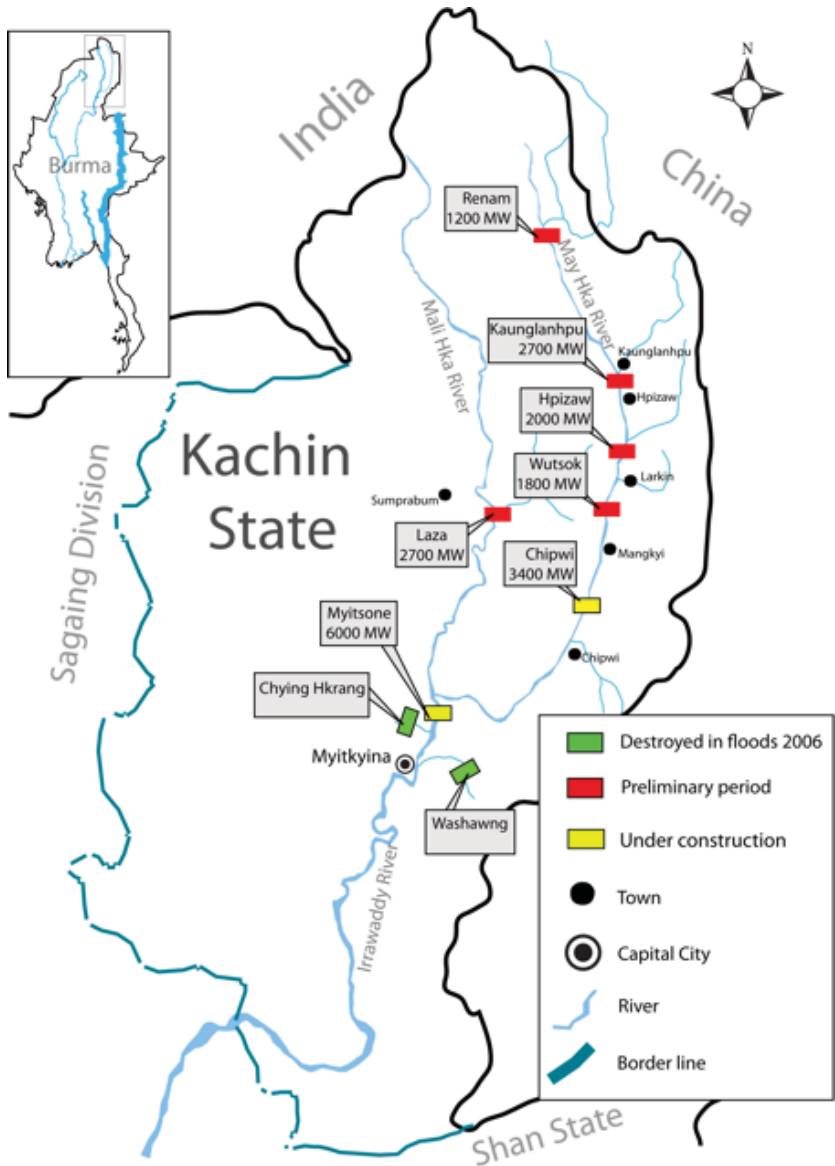 N
India
China
Burma
Renam
1200 MW
May Hka River
Mali Hka River
Kaunglanhpu
2700 MW
Kaunglanhpu
Hpizaw
2000 MW
Hpizaw
Kachin
State
Sagaing Division
Wutsok
1800 MW
Larkin
Sumprabum
Laza
2700 MW
Mangkyi
Chipwi
3400 MW
Myitsone
6000 MW
Chipwi
Chying Hkrang
Myitkyina
Washawng
Irrawaddy River
Destroyed in floods 2006
Preliminary period
Under construction
Town
Capital City
River
Border line
Shan State